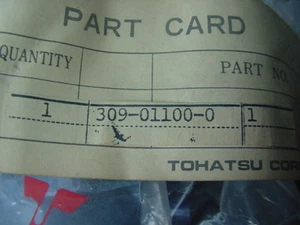 PART CARD
QUANTITY PART NO.
1 309-01100-0 1
TOHATSU COR